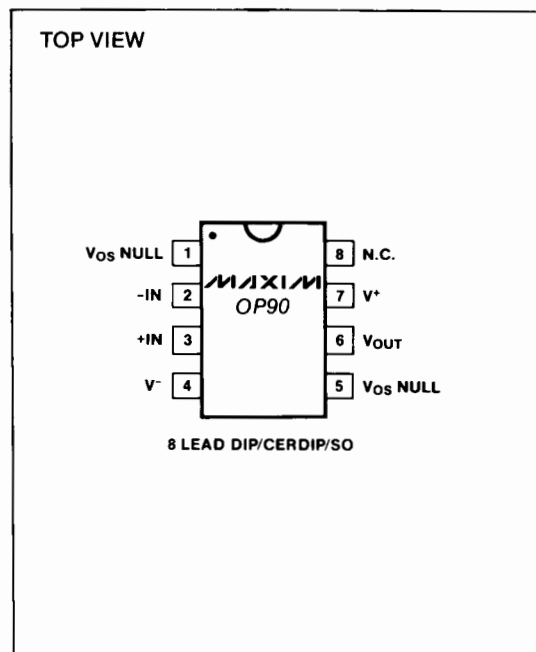 TOP VIEW
VOS NULL 1
-IN 2
+IN 3
V- 4
MAXIM
OP90
8 N.C.
7 V+
6 VOUT
5 VOS NULL
8 LEAD DIP/CERDIP/SO